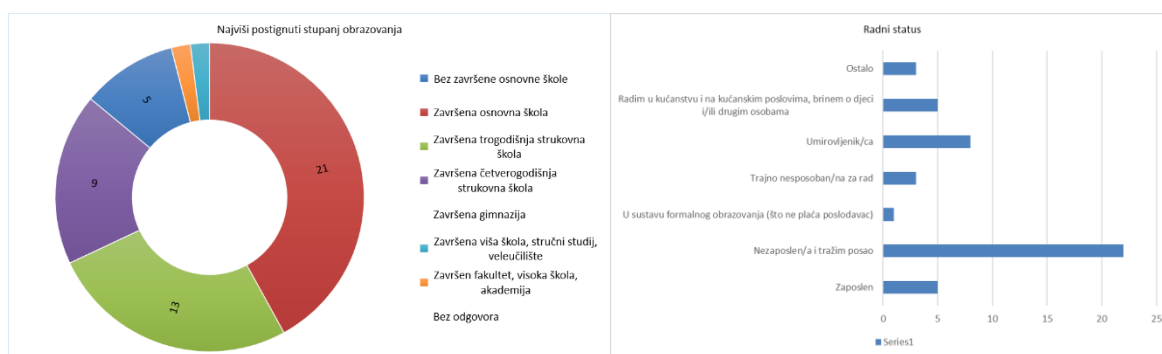 Najviši postignuti stupanj obrazovanja
5
21
9
13
Bez završene osnovne škole
Završena osnovna škola
Završena trogodišnja strukovna
škola
Završena četverogodišnja
strukovna škola
Završena gimnazija
Završena viša škola, stručni studij,
veleučilište
Završen fakultet, visoka škola,
akademija
Bez odgovora
Radni status
Ostalo
Radim u kućanstvu i na kućanskim poslovima, brinem o djeci
i/ili drugim osobama
Umirovljenik/ca
Trajno nesposoban/na za rad
U sustavu formalnog obrazovanja (što ne plaća poslodavac)
Nezaposlen/a i tražim posao
Zaposlen
0 5 10 15 20 25
Series1